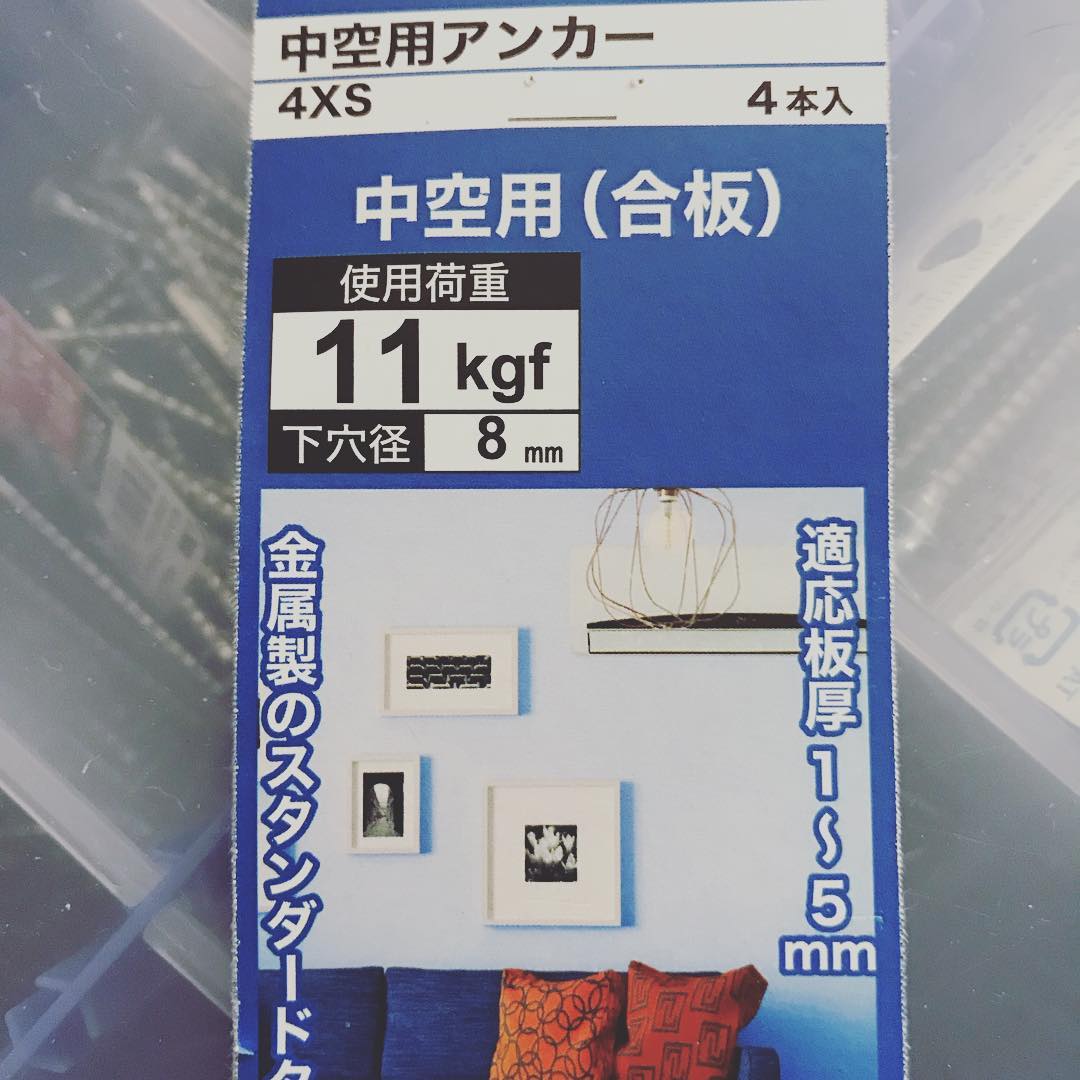 中空用アンカー
4XS
4本入
中空用(合板)
使用荷重
11 kgf
下穴径
8 mm
適応板厚1~5mm
金属製のスタンダードタ